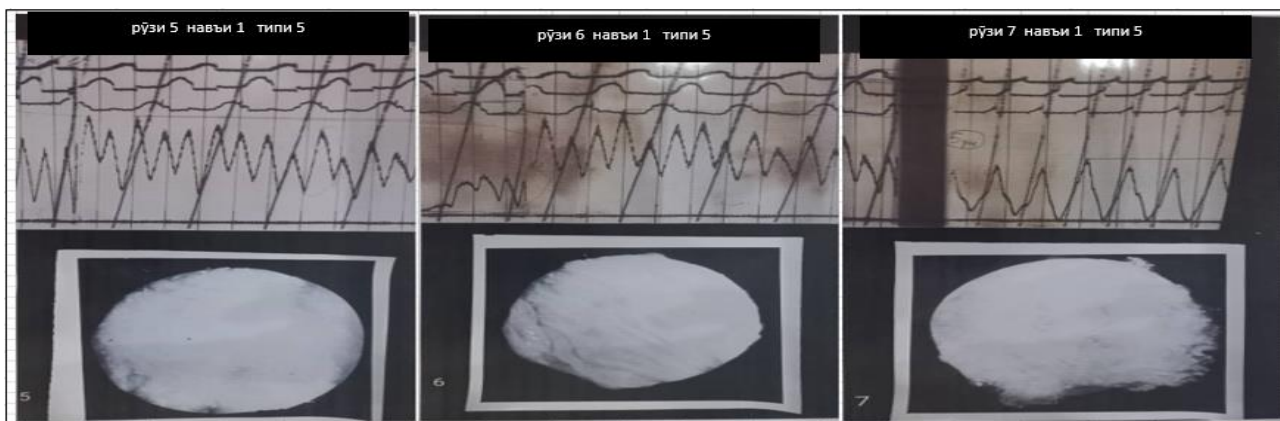 рӯзи 5 навъи 1 типи 5
рӯзи 6 навъи 1 типи 5
рӯзи 7 навъи 1 типи 5
5
6
7